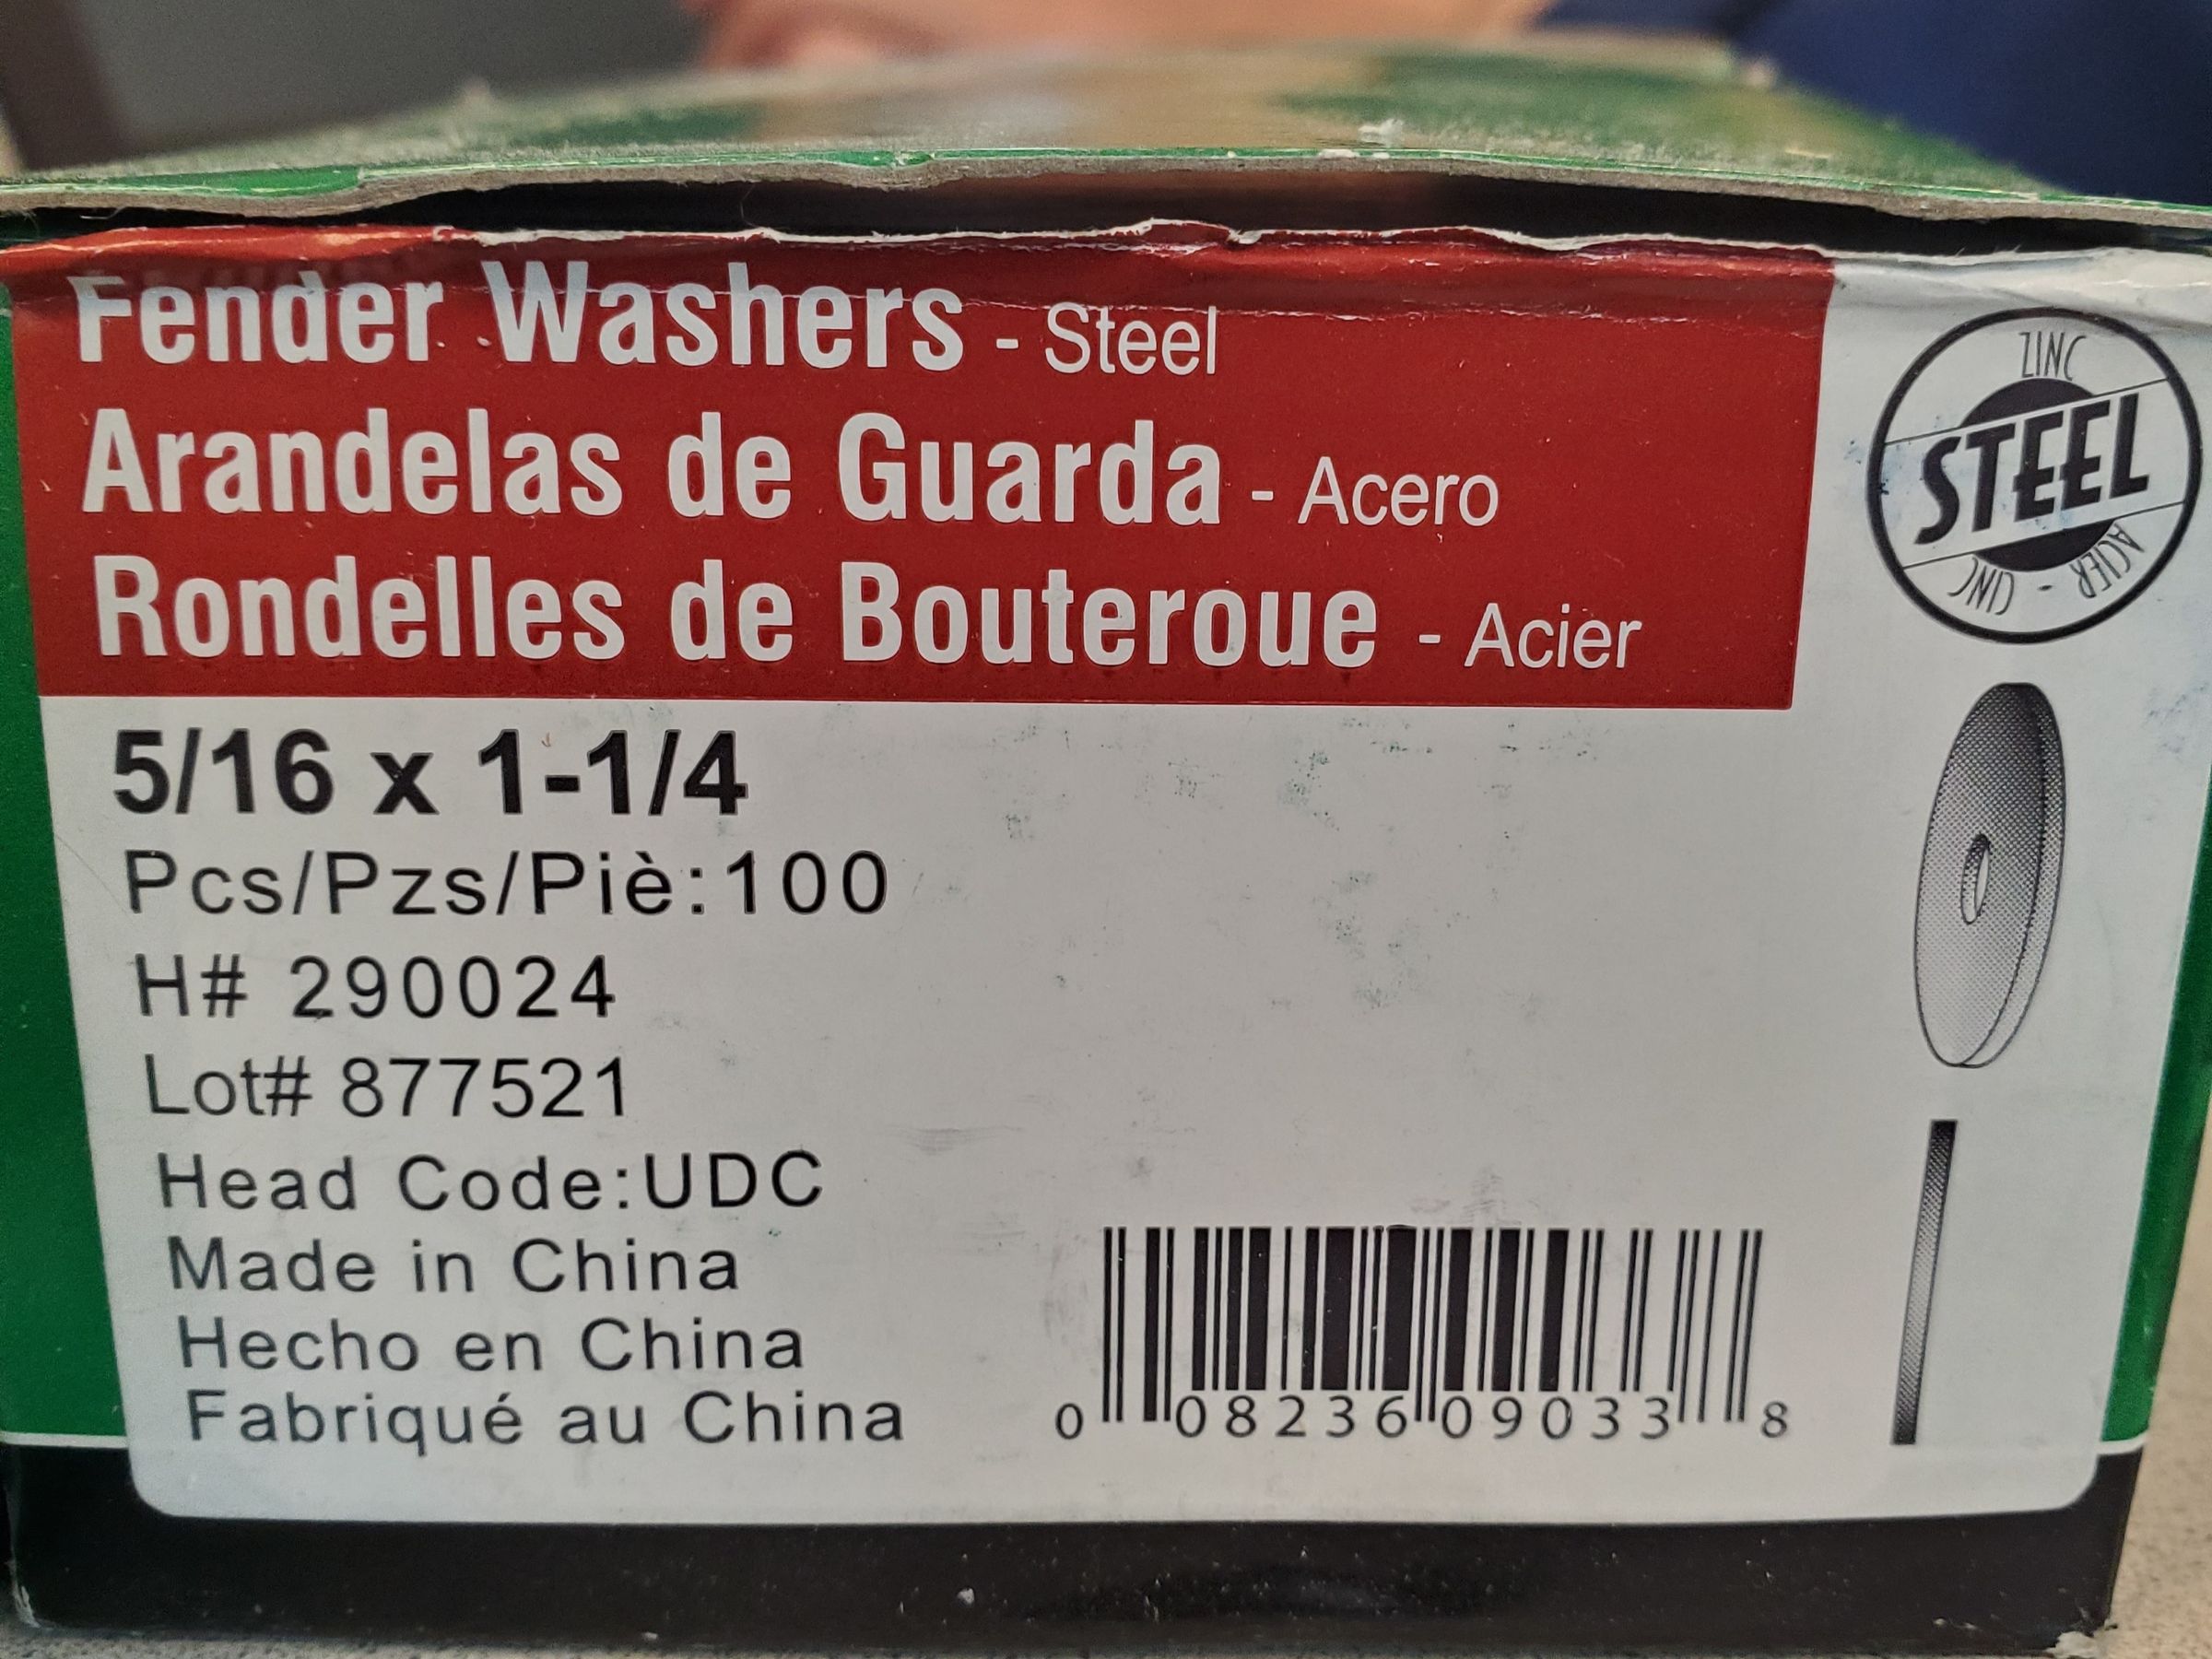 Fender Washers - Steel
Arandelas de Guarda - Acero
Rondelles de Bouteroue - Acier
ZINC
STEEL
ACIER - CINC
5/16 x 1-1/4
Pcs/Pzs/Piè:100
H# 290024
Lot# 877521
Head Code:UDC
Made in China
Hecho en China
Fabriqué au China
0 08236 09033 8